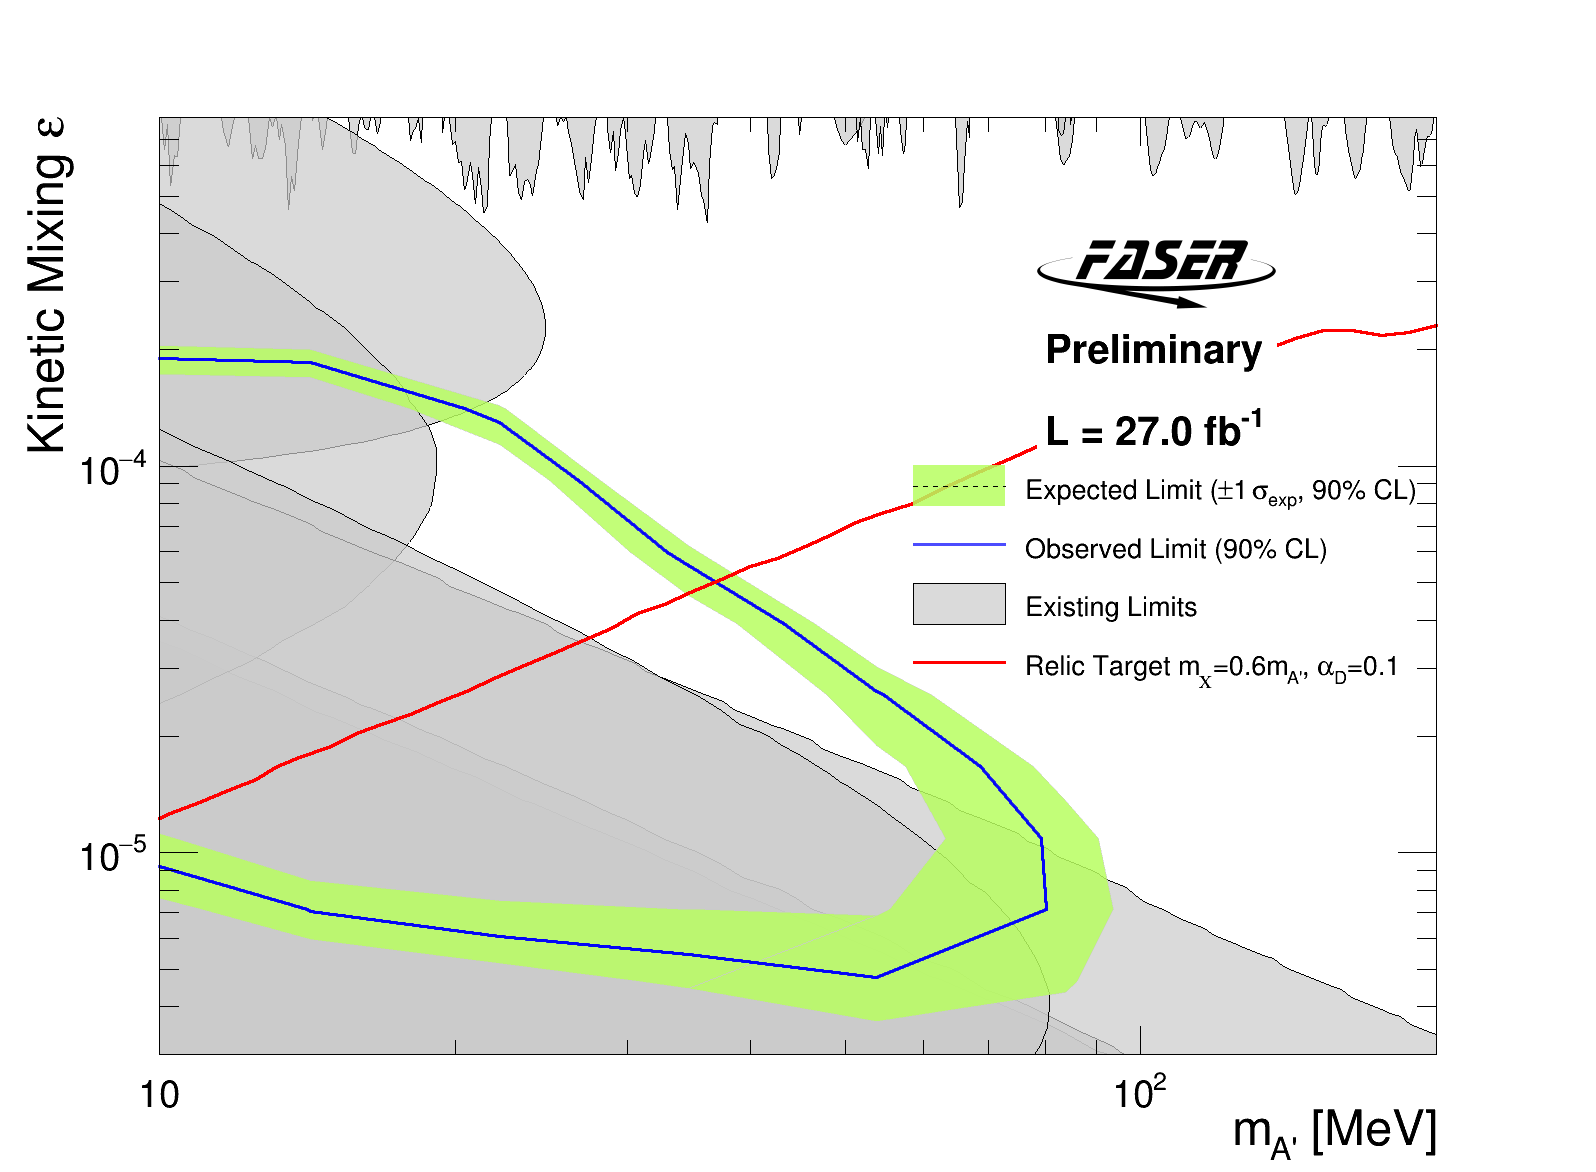 Kinetic Mixing ε
FASER
Preliminary
L = 27.0 fb⁻¹
10⁻⁴
Expected Limit (±1 σexp, 90% CL)
Observed Limit (90% CL)
Existing Limits
Relic Target mχ=0.6mA', αD=0.1
10⁻⁵
10
10²
mA' [MeV]